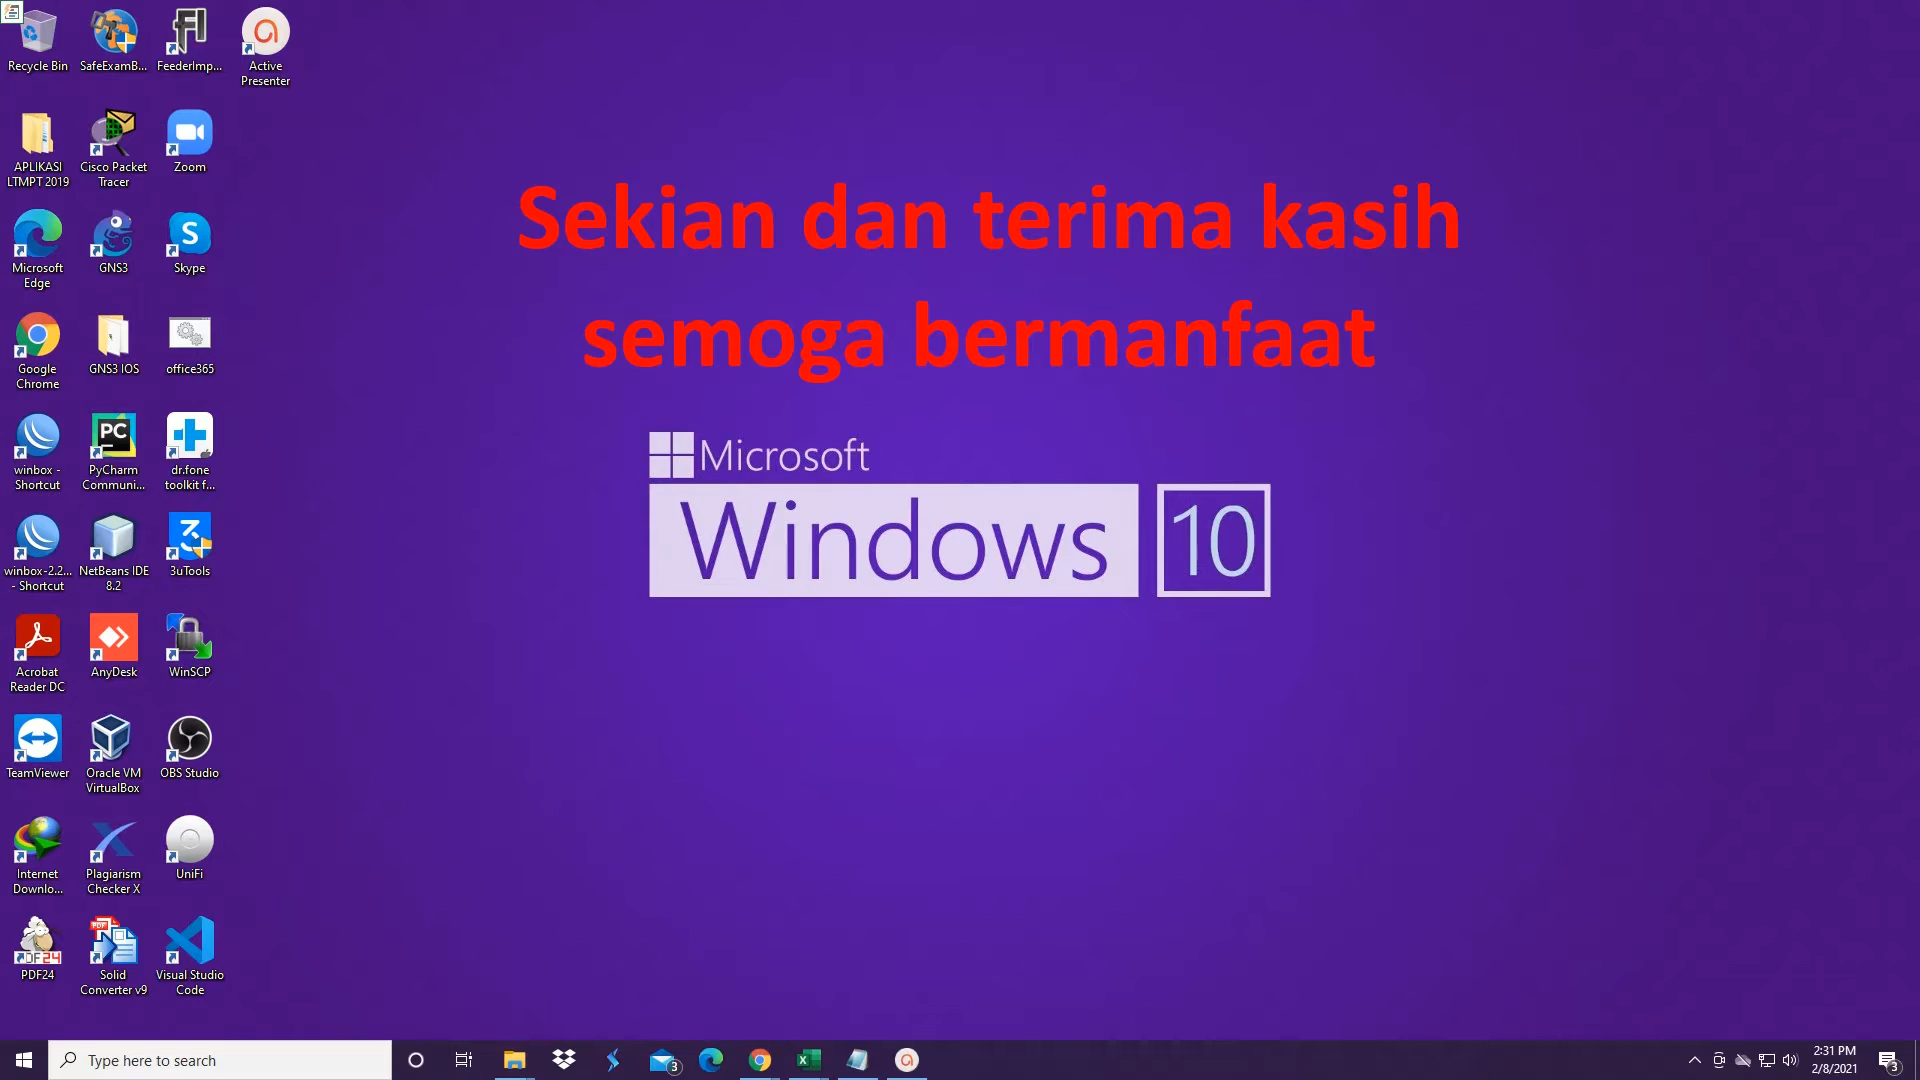 Recycle Bin
SafeExamB...
FeederImp...
Active
Presenter
APLIKASI
LTMPT 2019
Cisco Packet
Tracer
Zoom
Sekian dan terima kasih
semoga bermanfaat
Microsoft
Edge
GNS3
S
Skype
Google
Chrome
GNS3 IOS
office365
PC
winbox -
Shortcut
PyCharm
Communi...
dr.fone
toolkit f...
Microsoft
Windows 10
winbox-2.2...
- Shortcut
NetBeans IDE
8.2
3uTools
Acrobat
Reader DC
AnyDesk
WinSCP
TeamViewer
Oracle VM
VirtualBox
OBS Studio
Internet
Downlo...
Plagiarism
Checker X
UniFi
PDF
PDF24
Solid
Converter v9
Visual Studio
Code
Type here to search
3
2:31 PM
2/8/2021
3